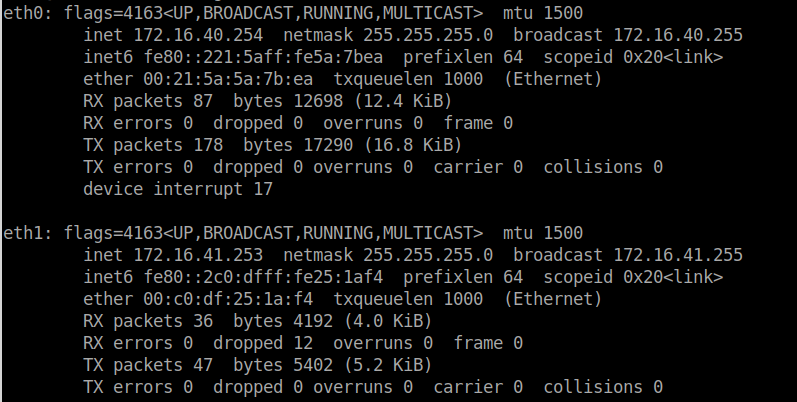 eth0: flags=4163<UP,BROADCAST,RUNNING,MULTICAST>  mtu 1500
        inet 172.16.40.254  netmask 255.255.255.0  broadcast 172.16.40.255
        inet6 fe80::221:5aff:fe5a:7bea  prefixlen 64  scopeid 0x20<link>
        ether 00:21:5a:5a:7b:ea  txqueuelen 1000  (Ethernet)
        RX packets 87  bytes 12698 (12.4 KiB)
        RX errors 0  dropped 0  overruns 0  frame 0
        TX packets 178  bytes 17290 (16.8 KiB)
        TX errors 0  dropped 0 overruns 0  carrier 0  collisions 0
        device interrupt 17

eth1: flags=4163<UP,BROADCAST,RUNNING,MULTICAST>  mtu 1500
        inet 172.16.41.253  netmask 255.255.255.0  broadcast 172.16.41.255
        inet6 fe80::2c0:dfff:fe25:1af4  prefixlen 64  scopeid 0x20<link>
        ether 00:c0:df:25:1a:f4  txqueuelen 1000  (Ethernet)
        RX packets 36  bytes 4192 (4.0 KiB)
        RX errors 0  dropped 12  overruns 0  frame 0
        TX packets 47  bytes 5402 (5.2 KiB)
        TX errors 0  dropped 0 overruns 0  carrier 0  collisions 0